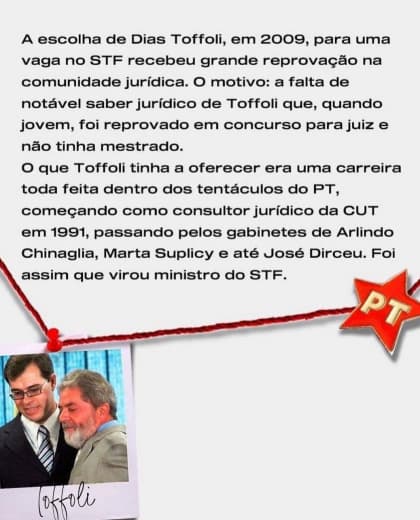 A escolha de Dias Toffoli, em 2009, para uma
vaga no STF recebeu grande reprovação na
comunidade jurídica. O motivo: a falta de
notável saber jurídico de Toffoli que, quando
jovem, foi reprovado em concurso para juiz e
não tinha mestrado.
O que Toffoli tinha a oferecer era uma carreira
toda feita dentro dos tentáculos do PT,
começando como consultor jurídico da CUT
em 1991, passando pelos gabinetes de Arlindo
Chinaglia, Marta Suplicy e até José Dirceu. Foi
assim que virou ministro do STF.
PT
Toffoli